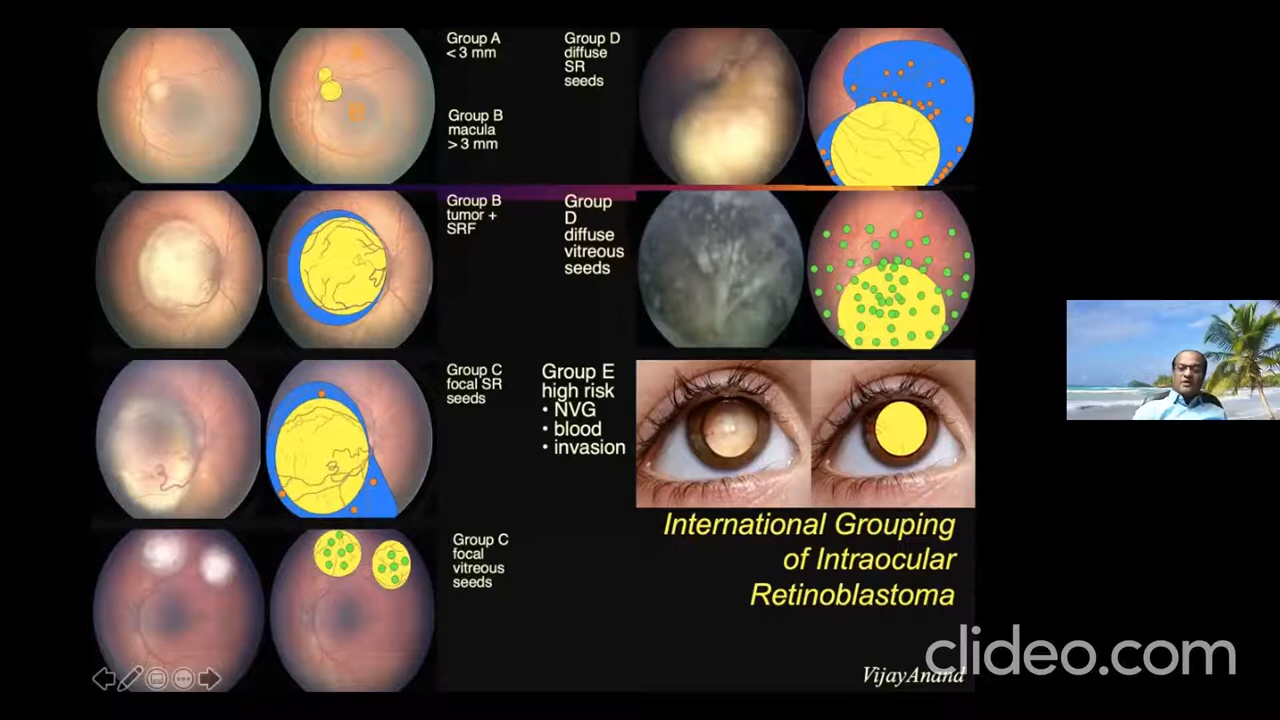 Group A
< 3 mm
Group B
macula
> 3 mm
Group D
diffuse
SR
seeds
Group B
tumor +
SRF
Group
D
diffuse
vitreous
seeds
Group C
focal SR
seeds
Group E
high risk
• NVG
• blood
• invasion
Group C
focal
vitreous
seeds
International Grouping
of Intraocular
Retinoblastoma
VijayAnand
clideo.com